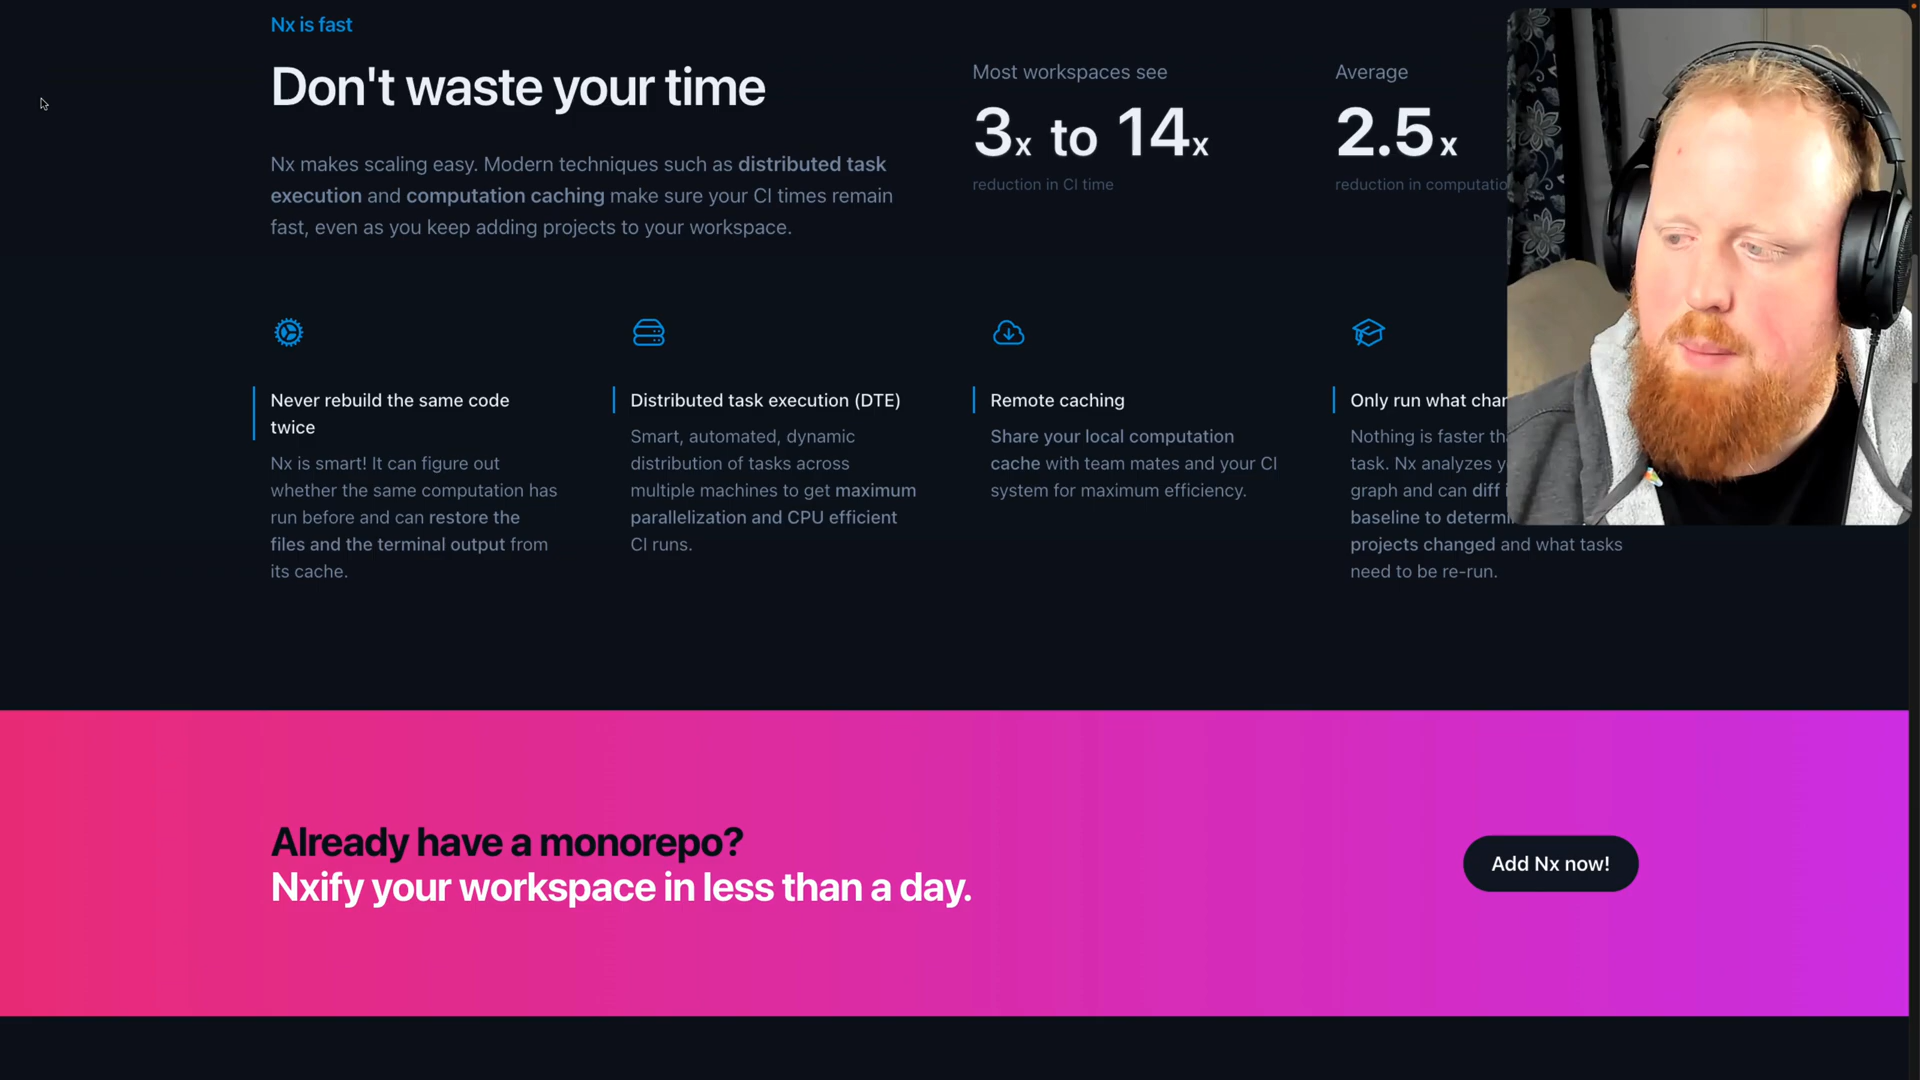 Nx is fast
Don't waste your time
Nx makes scaling easy. Modern techniques such as distributed task
execution and computation caching make sure your CI times remain
fast, even as you keep adding projects to your workspace.
Most workspaces see
3x to 14x
reduction in CI time
Average
2.5x
reduction in
Never rebuild the same code
twice
Nx is smart! It can figure out
whether the same computation has
run before and can restore the
files and the terminal output from
its cache.
Distributed task execution (DTE)
Smart, automated, dynamic
distribution of tasks across
multiple machines to get maximum
parallelization and CPU efficient
CI runs.
Remote caching
Share your local computation
cache with team mates and your CI
system for maximum efficiency.
Only run what
Nothing is faster
task. Nx analyzes
graph and can diff
baseline to
projects changed and what tasks
need to be re-run.
Already have a monorepo?
Nxify your workspace in less than a day.
Add Nx now!